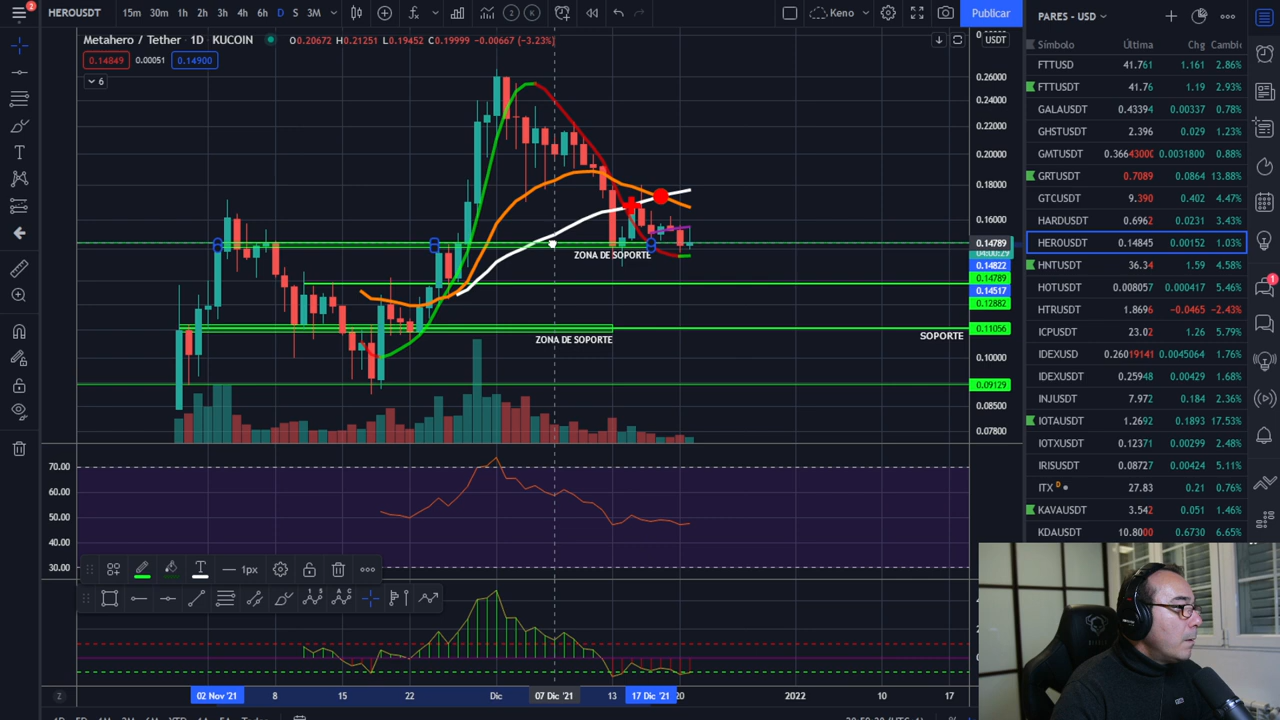 2
HEROUSDT
15m 30m 1h 2h 3h 4h 6h D S 3M
2 K
Keno
Publicar
PARES - USD
Metahero / Tether · 1D · KUCOIN
O0.20672 H0.21251 L0.19452 C0.19999 −0.00667 (−3.23%)
USDT
0.14849 0.00051 0.14900
6
0.26000
0.24000
0.22000
0.20000
0.18000
0.16000
0.14789
04:00:29
0.14822
0.14789
0.14517
0.12882
0.11056
0.10000
0.09129
0.08500
0.07800
ZONA DE SOPORTE
ZONA DE SOPORTE
SOPORTE
70.00
60.00
50.00
40.00
30.00
T 1px
Z 02 Nov '21 8 15 22 Dic 07 Dic '21 13 17 Dic '21 20 2022 10 17
Símbolo Última Chg Cambio
FTTUSD 41.761 1.161 2.86%
FTTUSDT 41.76 1.19 2.93%
GALAUSDT 0.43394 0.00337 0.78%
GHSTUSDT 2.396 0.029 1.23%
GMTUSDT 0.36643000 0.0031800 0.88%
GRTUSDT 0.7089 0.0864 13.88%
GTCUSDT 9.390 0.402 4.47%
HARDUSDT 0.6962 0.0231 3.43%
HEROUSDT 0.14845 0.00152 1.03%
HNTUSDT 36.34 1.59 4.58%
HOTUSDT 0.008057 0.000417 5.46%
HTRUSDT 1.8696 −0.0465 −2.43%
ICPUSDT 23.02 1.26 5.79%
IDEXUSD 0.26019141 0.0045064 1.76%
IDEXUSDT 0.25948 0.00429 1.68%
INJUSDT 7.972 0.184 2.36%
IOTAUSDT 1.2692 0.1893 17.53%
IOTXUSDT 0.12371 0.00299 2.48%
IRISUSDT 0.08727 0.00424 5.11%
ITX D 27.83 0.21 0.76%
KAVAUSDT 3.542 0.051 1.46%
KDAUSDT 10.8000 0.6730 6.65%
1